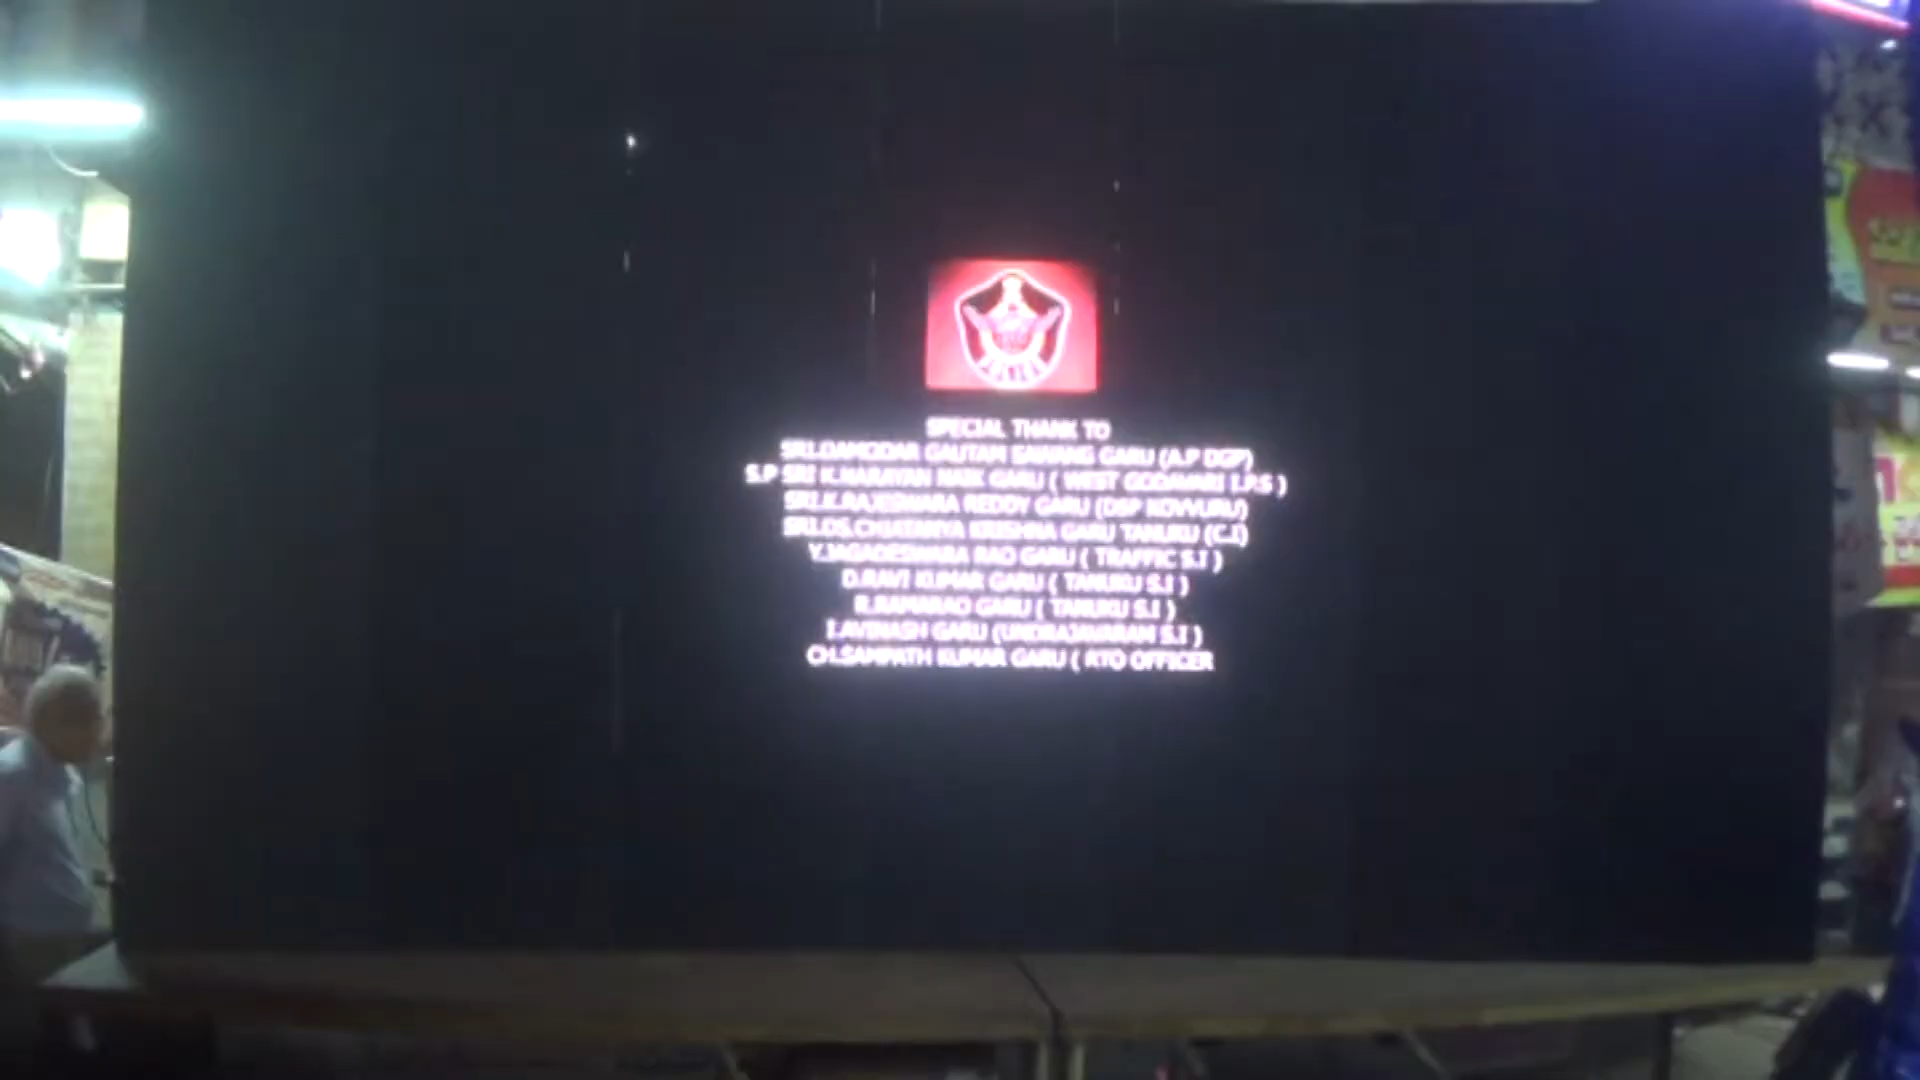 SPECIAL THANK TO
SRI.DAMODAR GAUTAM SAWANG GARU (A.P DGP)
S.P SRI K.NARAYAN NAIK GARU ( WEST GODAVARI I.P.S )
SRI.K.RAJESWARA REDDY GARU (DSP KOVVURU)
SRI.DS.CHIATANYA KRISHNA GARU TANUKU (C.I)
Y.JAGADESWARA RAO GARU ( TRAFFIC S.I )
D.RAVI KUMAR GARU ( TANUKU S.I )
K.RAMARAO GARU ( TANUKU S.I )
I.AVINASH GARU (UNDRAJAVARAM S.I )
CH.SAMPATH KUMAR GARU ( RTO OFFICER